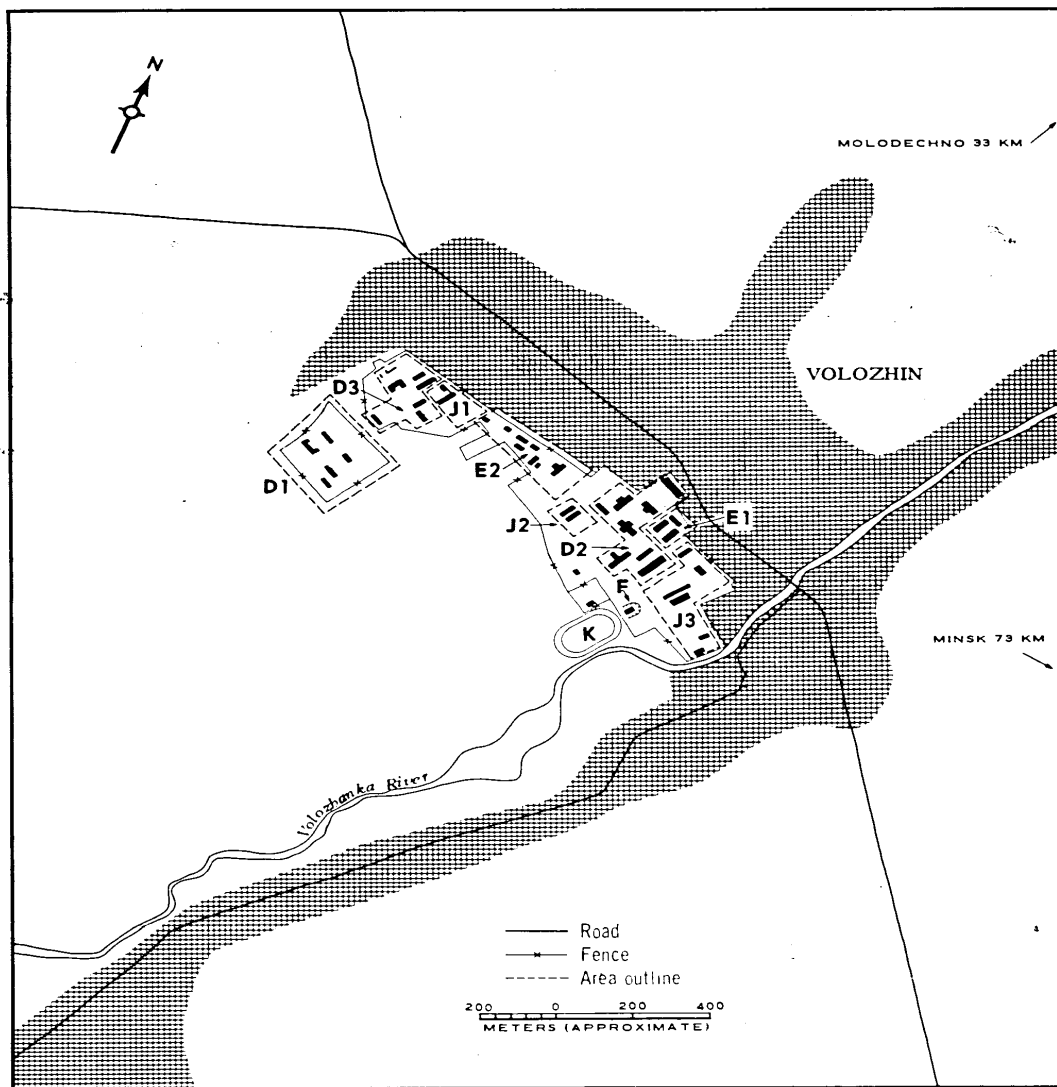 N
MOLODECHNO 33 KM
VOLOZHIN
D3
J1
D1
E2
J2
E1
D2
F
J3
K
MINSK 73 KM
Volozhanka River
Road
Fence
Area outline
200 0 200 400
METERS (APPROXIMATE)